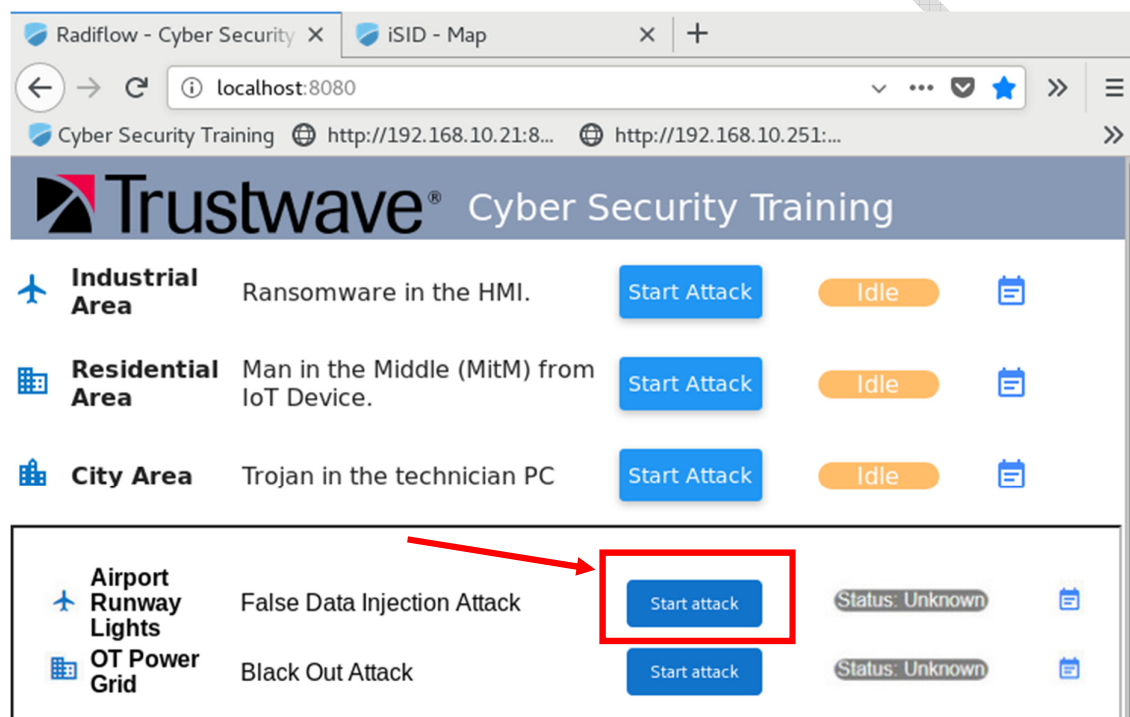 Radiflow - Cyber Security
iSID - Map
localhost:8080
Cyber Security Training http://192.168.10.21:8... http://192.168.10.251:...
Trustwave® Cyber Security Training
Industrial
Area
Ransomware in the HMI.
Start Attack
Idle
Residential
Area
Man in the Middle (MitM) from
IoT Device.
Start Attack
Idle
City Area
Trojan in the technician PC
Start Attack
Idle
Airport
Runway
Lights
False Data Injection Attack
Start attack
Status: Unknown
OT Power
Grid
Black Out Attack
Start attack
Status: Unknown